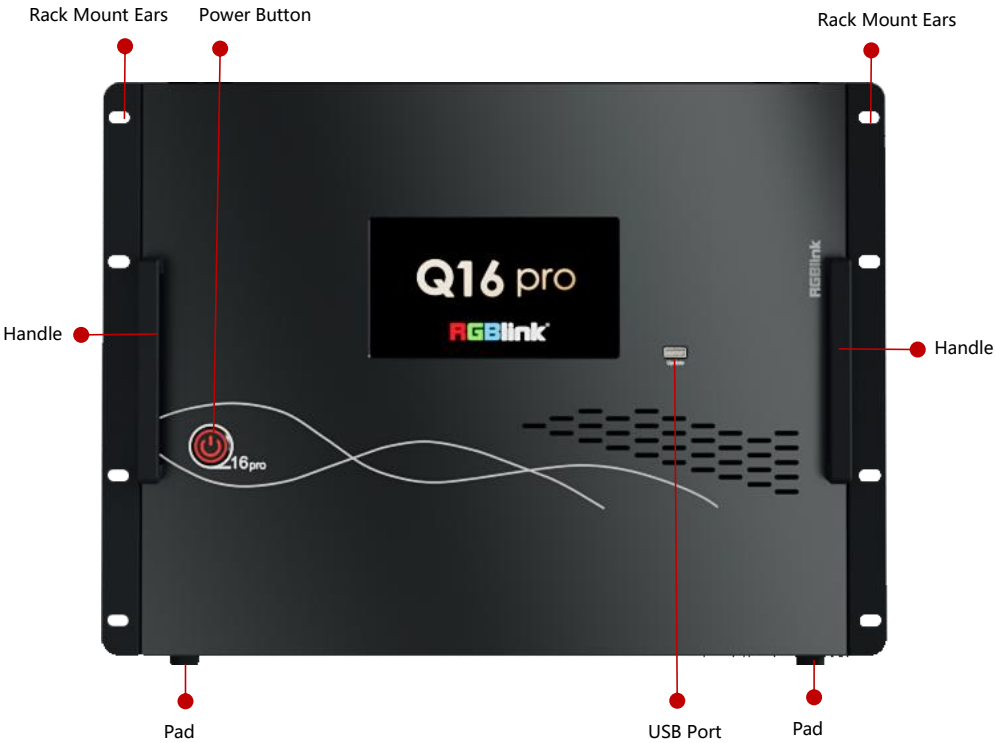 Rack Mount Ears
Power Button
Rack Mount Ears
Q16 pro
RGBlink
RGBlink
Handle
Handle
16pro
Pad
USB Port
Pad